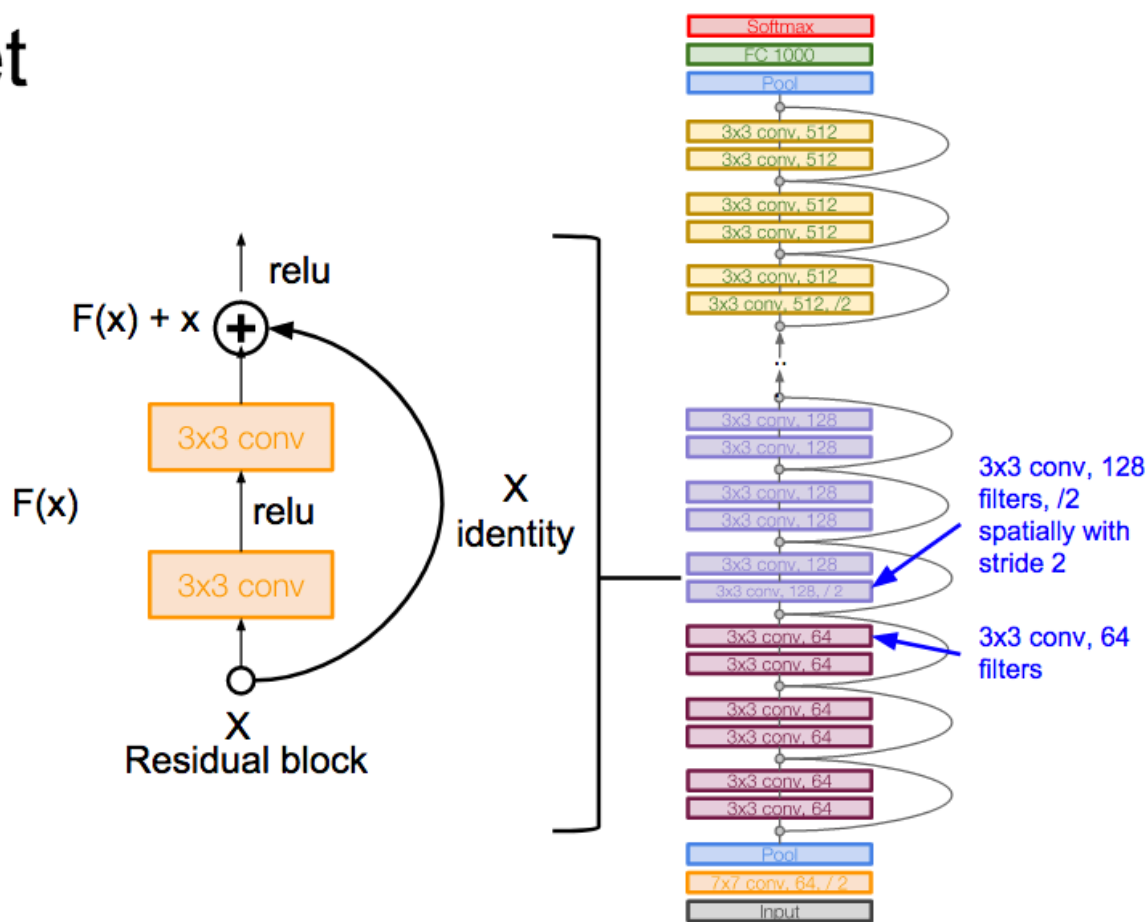 et
relu
F(x) + x
3x3 conv
F(x)
relu
X
identity
3x3 conv
X
Residual block
Softmax
FC 1000
Pool
3x3 conv, 512
3x3 conv, 512
3x3 conv, 512
3x3 conv, 512
3x3 conv, 512
3x3 conv, 512, /2
..
3x3 conv, 128
3x3 conv, 128
3x3 conv, 128
3x3 conv, 128
3x3 conv, 128
3x3 conv, 128, / 2
3x3 conv, 64
3x3 conv, 64
3x3 conv, 64
3x3 conv, 64
3x3 conv, 64
3x3 conv, 64
Pool
7x7 conv, 64, / 2
Input
3x3 conv, 128
filters, /2
spatially with
stride 2
3x3 conv, 64
filters